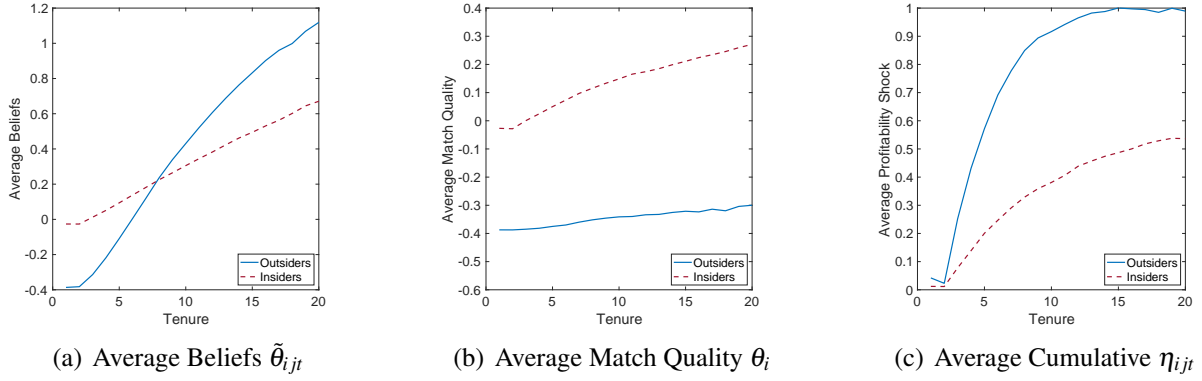 1.2
1
0.8
0.6
0.4
0.2
0
-0.2
-0.4
Average Beliefs
0 5 10 15 20
Tenure
Outsiders
Insiders
(a) Average Beliefs θ̃ijt
0.4
0.3
0.2
0.1
0
-0.1
-0.2
-0.3
-0.4
-0.5
-0.6
Average Match Quality
0 5 10 15 20
Tenure
Outsiders
Insiders
(b) Average Match Quality θi
1
0.9
0.8
0.7
0.6
0.5
0.4
0.3
0.2
0.1
0
Average Profitability Shock
0 5 10 15 20
Tenure
Outsiders
Insiders
(c) Average Cumulative ηijt